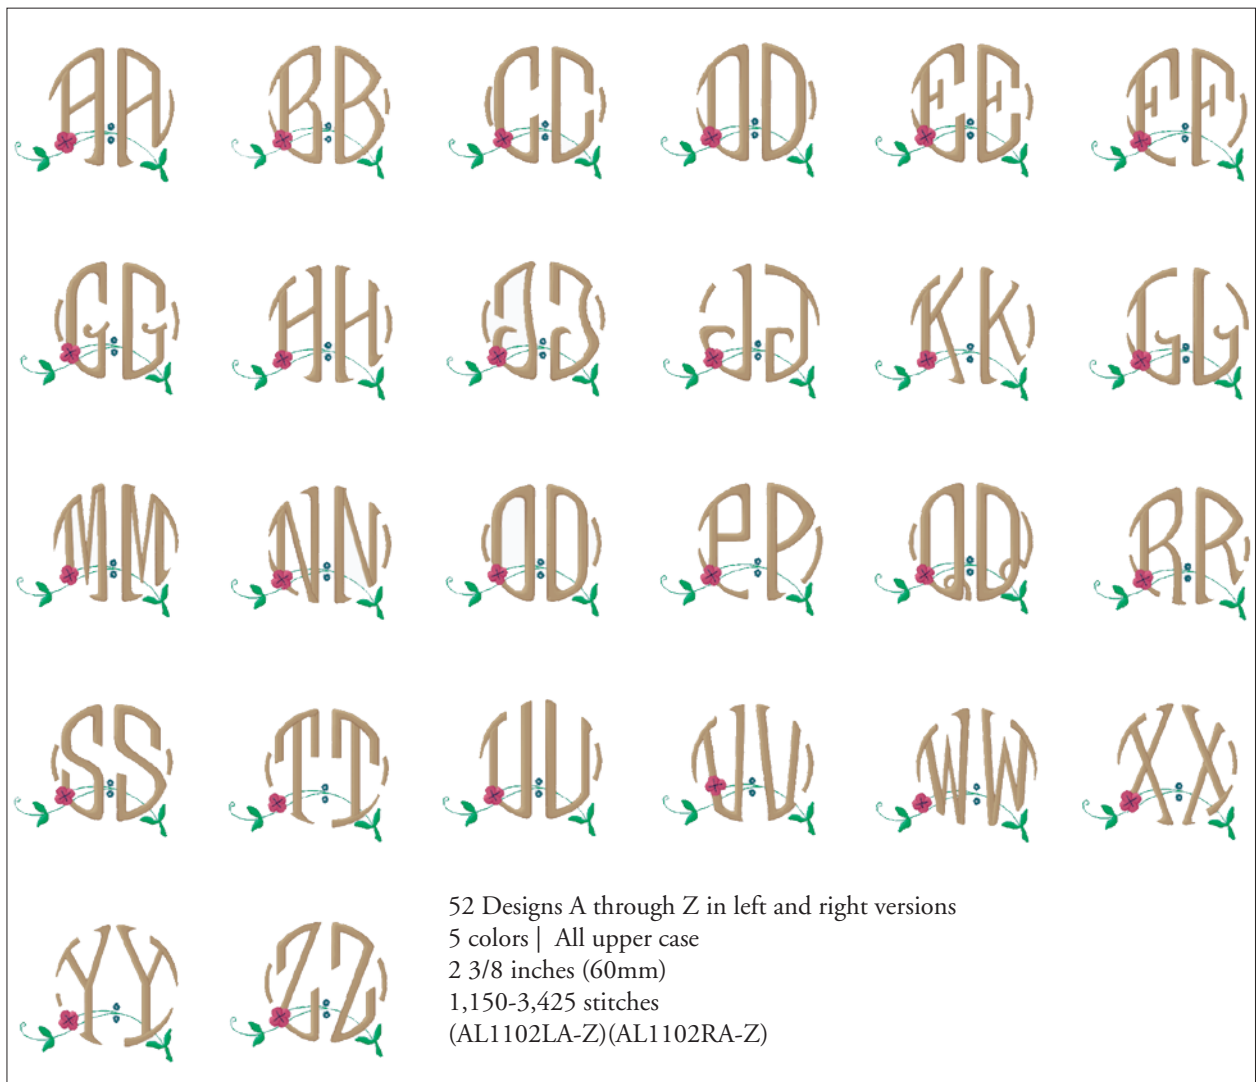 AA BB CC DD EE FF
GG HH II JJ KK LL
MM NN OO PP QQ RR
SS TT UU VV WW XX
YY ZZ
52 Designs A through Z in left and right versions
5 colors | All upper case
2 3/8 inches (60mm)
1,150-3,425 stitches
(AL1102LA-Z)(AL1102RA-Z)